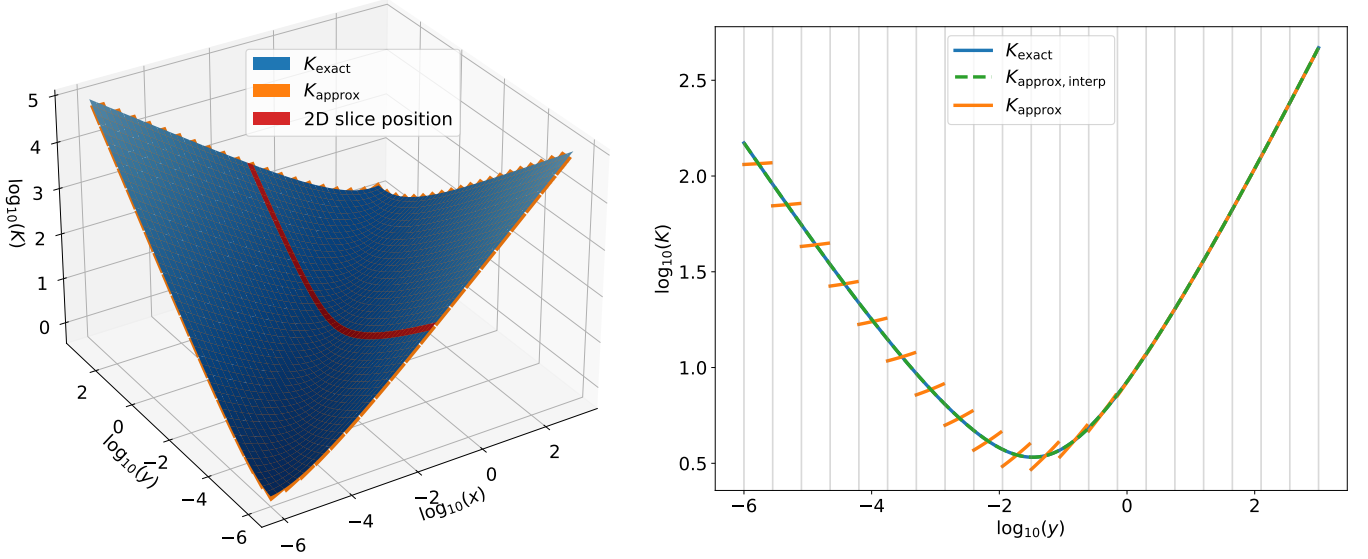 K_exact
K_approx
2D slice position
log₁₀(K)
5
4
3
2
1
0
log₁₀(y)
2
0
−2
−4
−6
log₁₀(x)
−6
−4
−2
0
2
K_exact
K_approx, interp
K_approx
log₁₀(K)
2.5
2.0
1.5
1.0
0.5
−6
−4
−2
0
2
log₁₀(y)